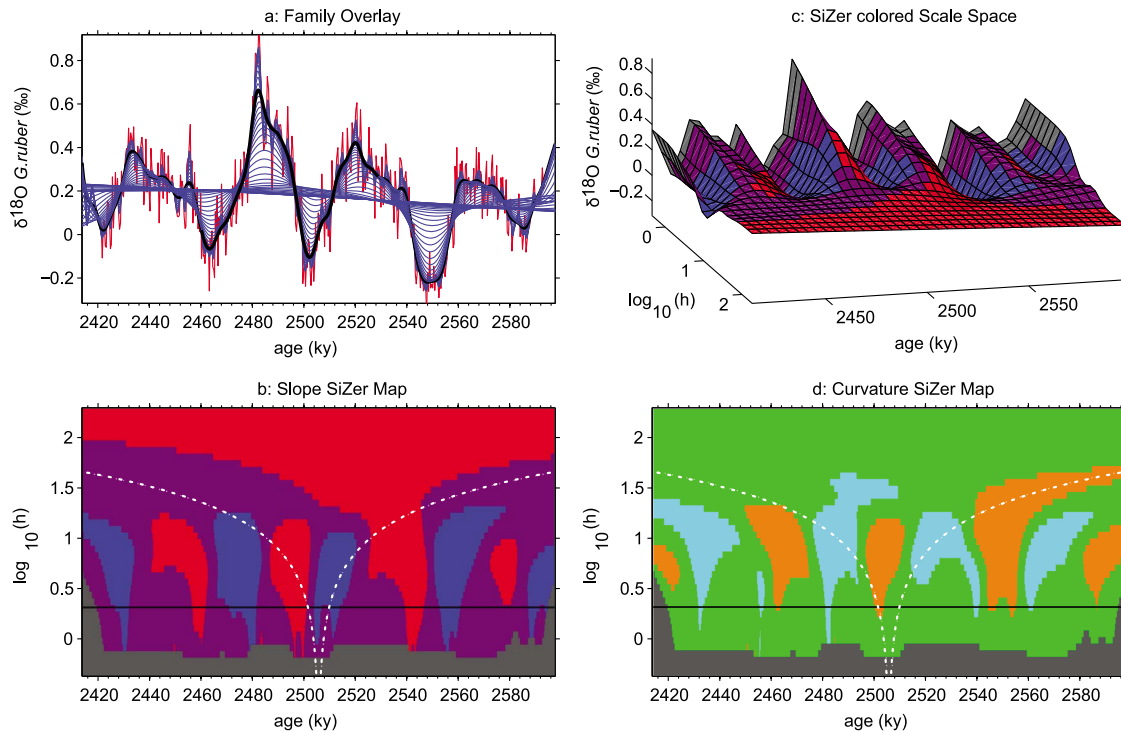 a: Family Overlay
0.8
0.6
0.4
0.2
0
−0.2
δ18O G.ruber (‰)
2420 2440 2460 2480 2500 2520 2540 2560 2580
age (ky)
c: SiZer colored Scale Space
0.8
0.6
0.4
0.2
0
−0.2
δ18O G.ruber (‰)
0
1
2
log10(h)
2450 2500 2550
age (ky)
b: Slope SiZer Map
2
1.5
1
0.5
0
log10(h)
2420 2440 2460 2480 2500 2520 2540 2560 2580
age (ky)
d: Curvature SiZer Map
2
1.5
1
0.5
0
log10(h)
2420 2440 2460 2480 2500 2520 2540 2560 2580
age (ky)